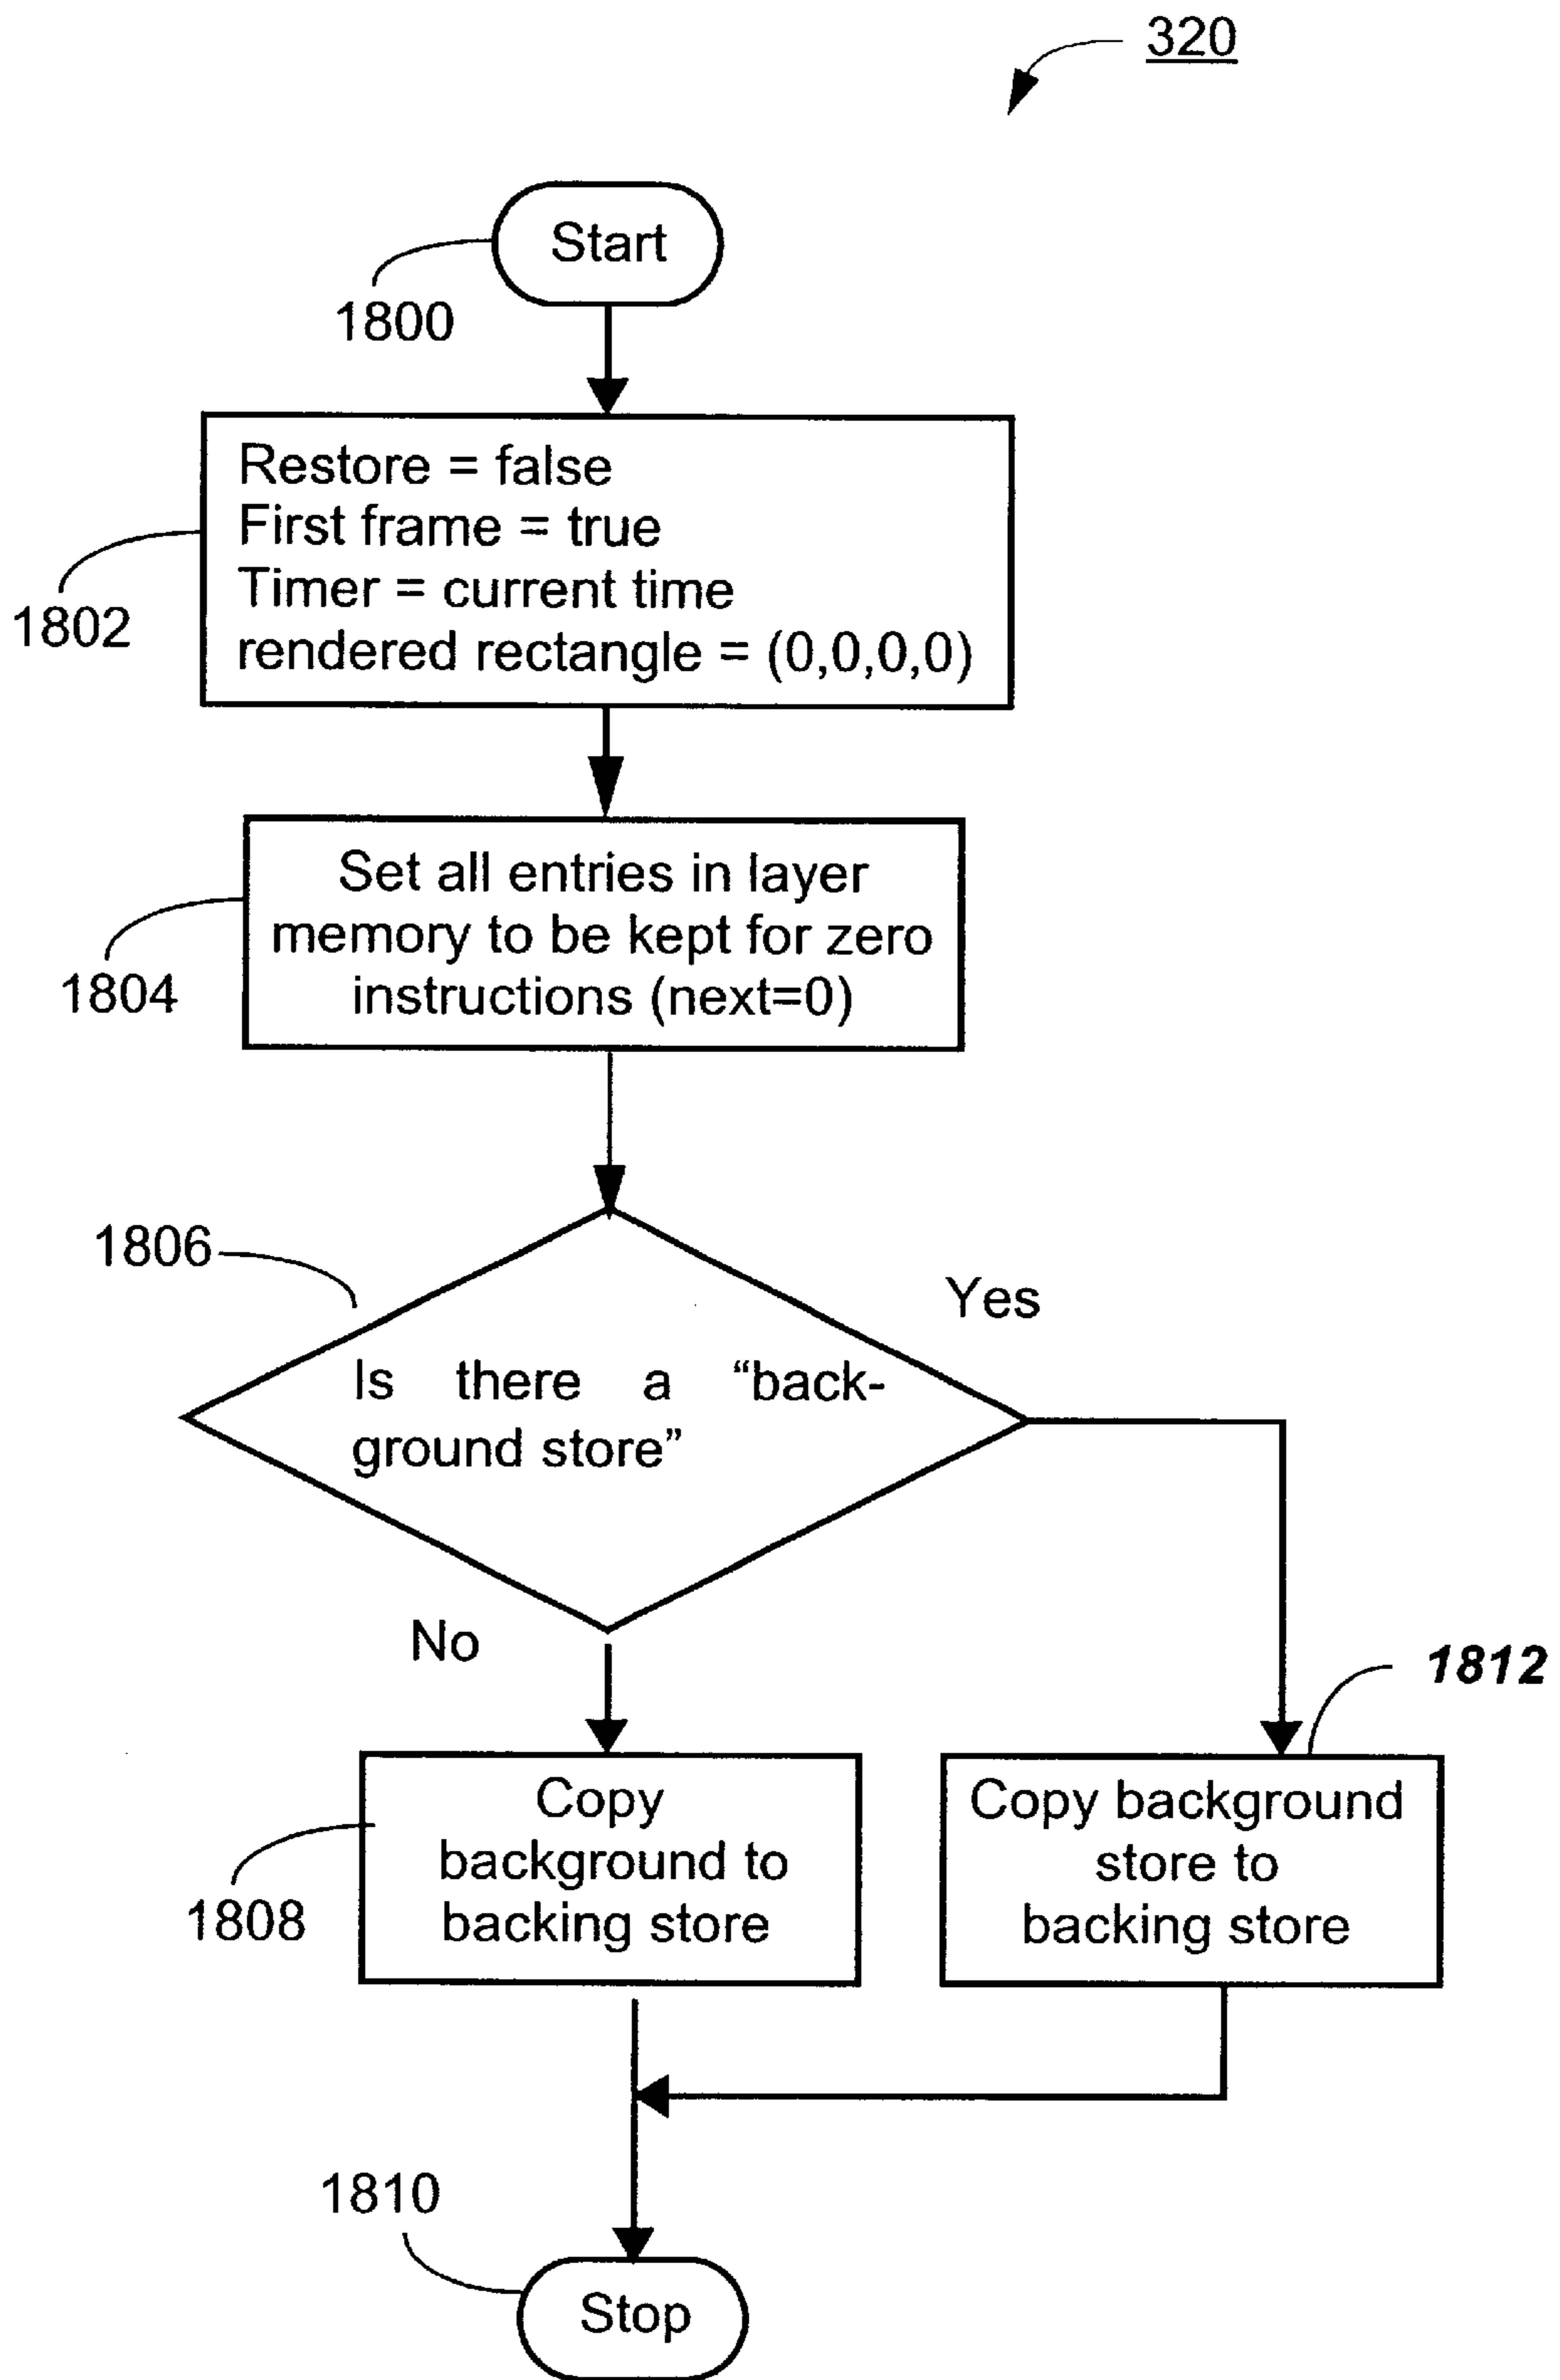 320
Start
1800
Restore = false
First frame = true
Timer = current time
rendered rectangle = (0,0,0,0)
1802
Set all entries in layer
memory to be kept for zero
instructions (next=0)
1804
1806
Yes
Is there a “back-
ground store”
No
1812
Copy
background to
backing store
1808
Copy background
store to
backing store
1810
Stop